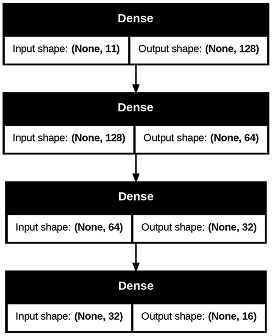 Dense
Input shape: (None, 11) Output shape: (None, 128)
Dense
Input shape: (None, 128) Output shape: (None, 64)
Dense
Input shape: (None, 64) Output shape: (None, 32)
Dense
Input shape: (None, 32) Output shape: (None, 16)